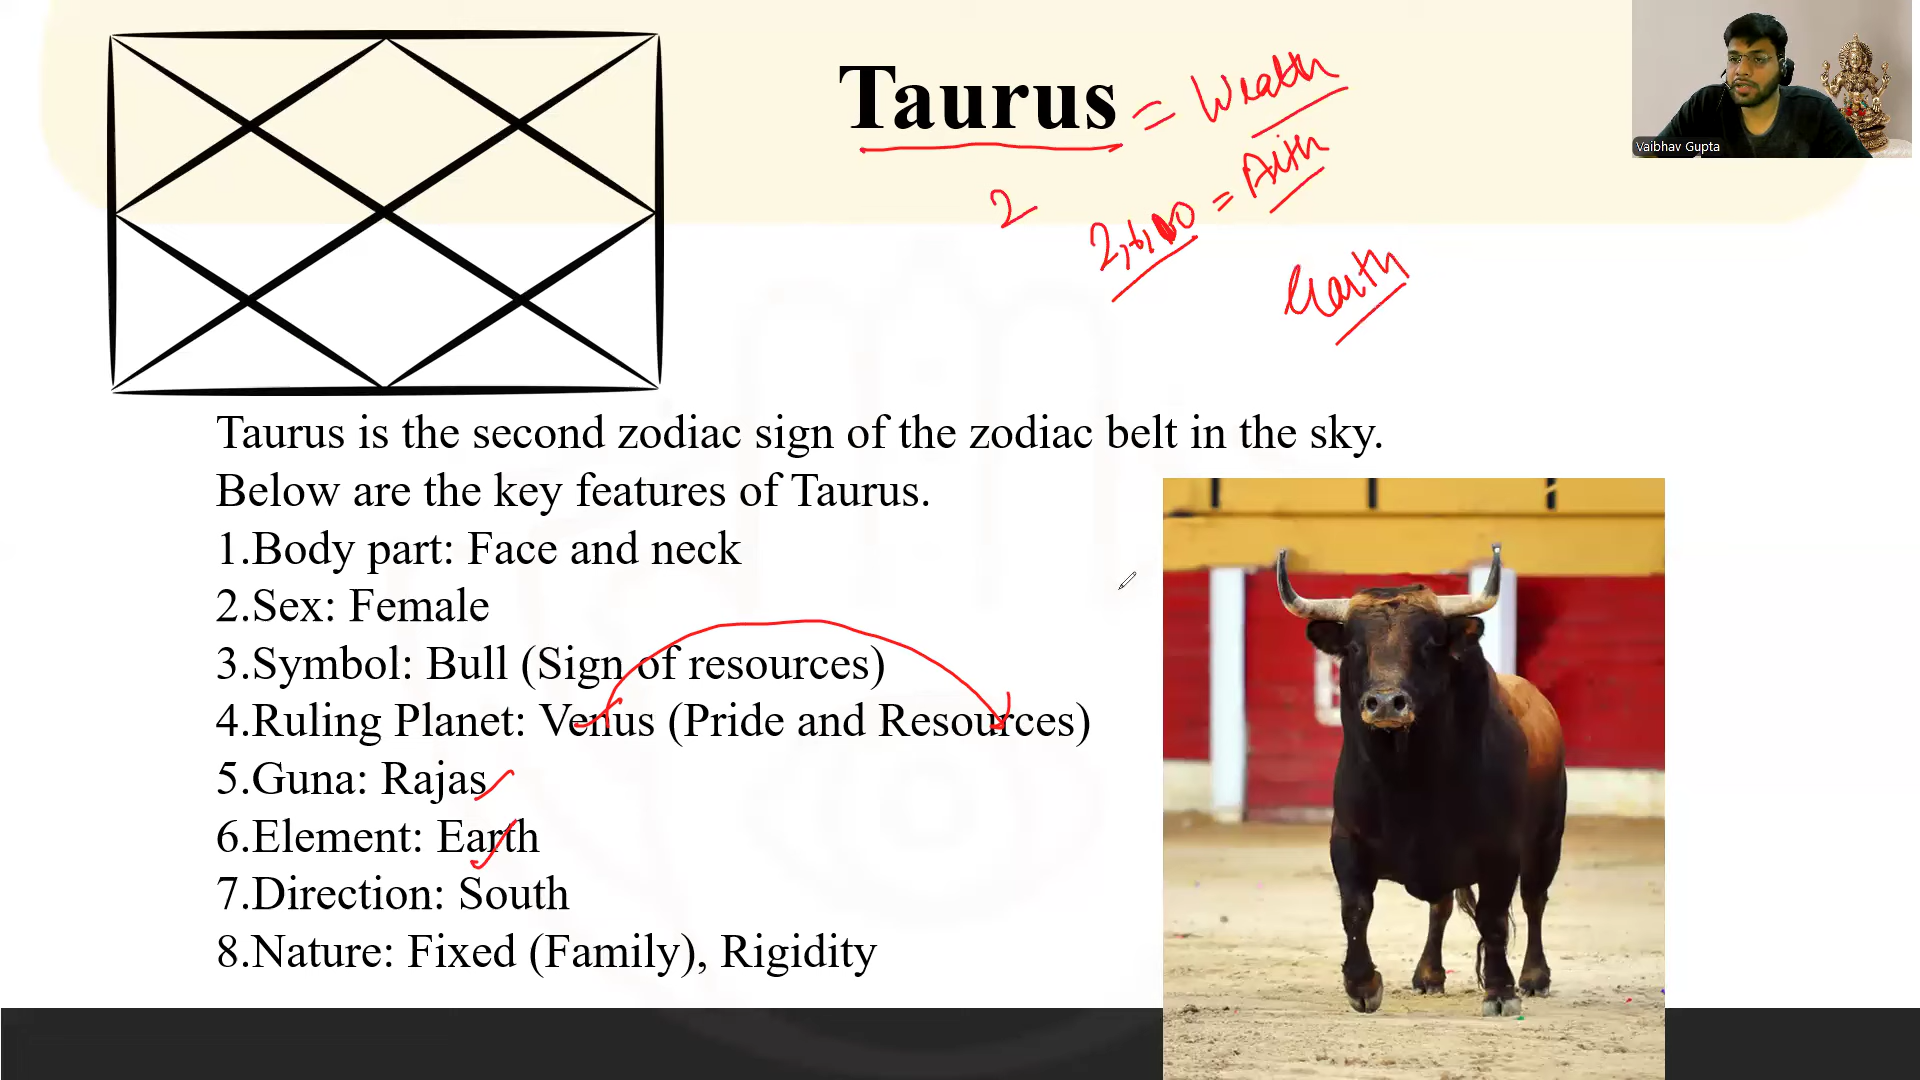 Taurus = Wealth
2
2,6,10 = Arth
Earth
Vaibhav Gupta
Taurus is the second zodiac sign of the zodiac belt in the sky.
Below are the key features of Taurus.
1.Body part: Face and neck
2.Sex: Female
3.Symbol: Bull (Sign of resources)
4.Ruling Planet: Venus (Pride and Resources)
5.Guna: Rajas
6.Element: Earth
7.Direction: South
8.Nature: Fixed (Family), Rigidity